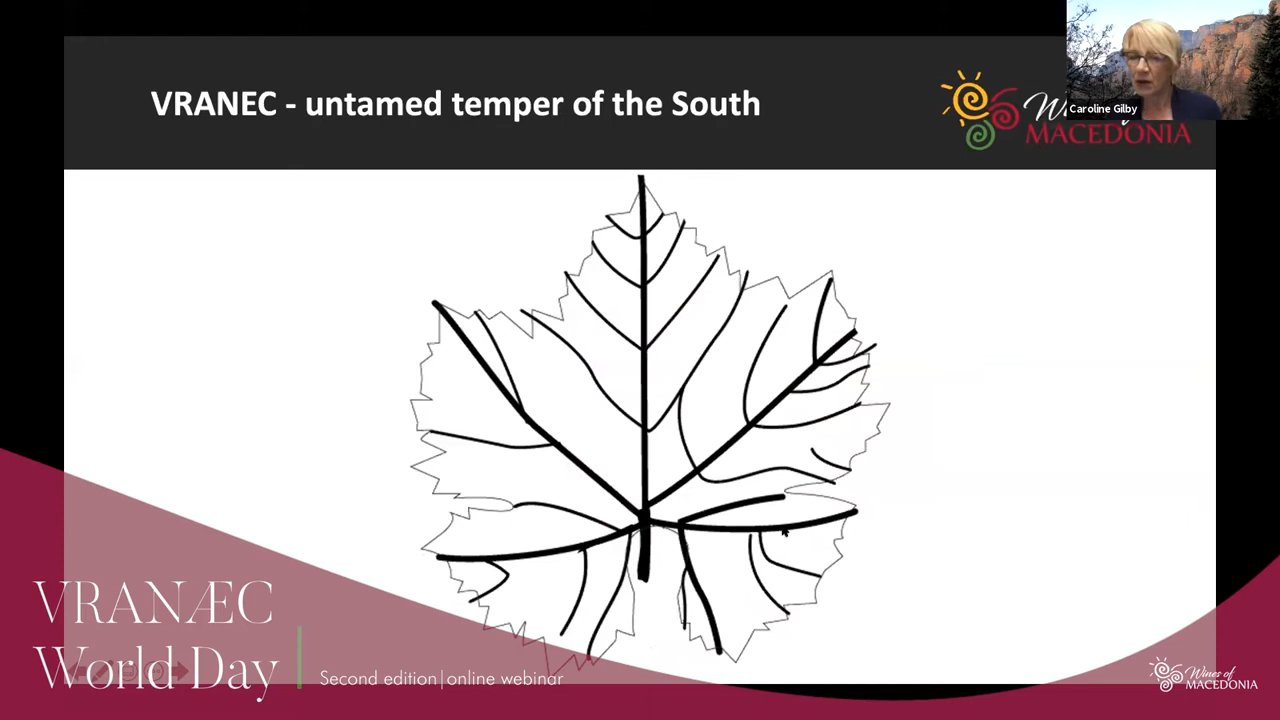 VRANEC - untamed temper of the South
MACEDONIA
Caroline Gilby
VRANÆC
World Day
Second edition|online webinar
Wines of
MACEDONIA